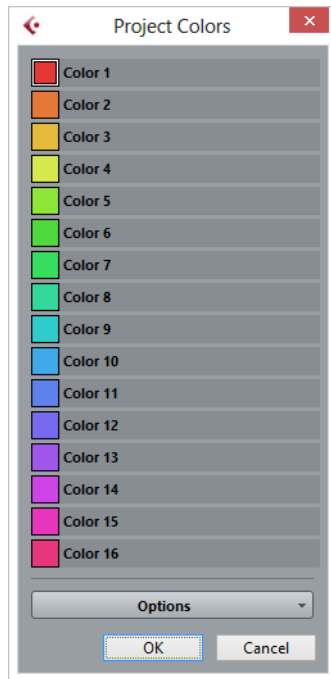 Project Colors
Color 1
Color 2
Color 3
Color 4
Color 5
Color 6
Color 7
Color 8
Color 9
Color 10
Color 11
Color 12
Color 13
Color 14
Color 15
Color 16
Options
OK Cancel